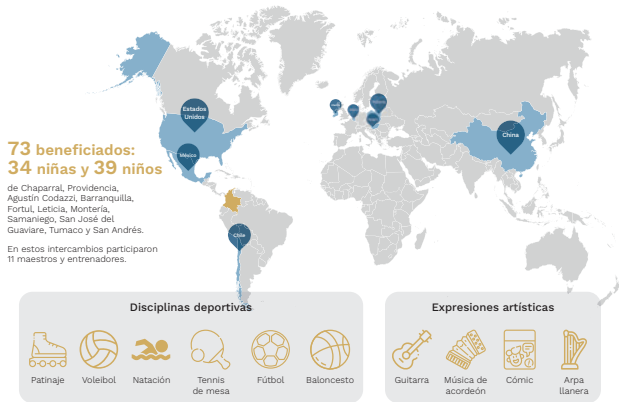 Estados
Unidos
México
China
Chile
73 beneficiados:
34 niñas y 39 niños
de Chaparral, Providencia,
Agustín Codazzi, Barranquilla,
Fortul, Leticia, Montería,
Samaniego, San José del
Guaviare, Tumaco y San Andrés.
En estos intercambios participaron
11 maestros y entrenadores.
Disciplinas deportivas
Patinaje
Voleibol
Natación
Tennis
de mesa
Fútbol
Baloncesto
Expresiones artísticas
Guitarra
Música de
acordeón
Cómic
Arpa
llanera